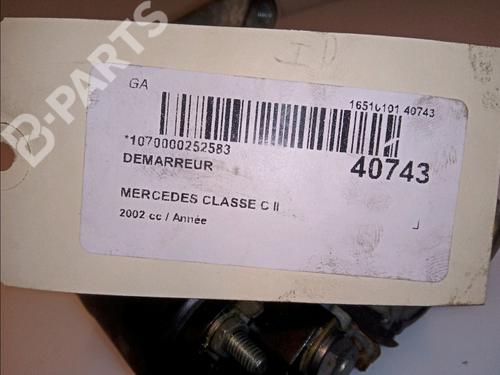 B-PARTS
GA
16510101 40743
*1070000252583
DEMARREUR
40743
MERCEDES CLASSE C II
2002 cc / Année